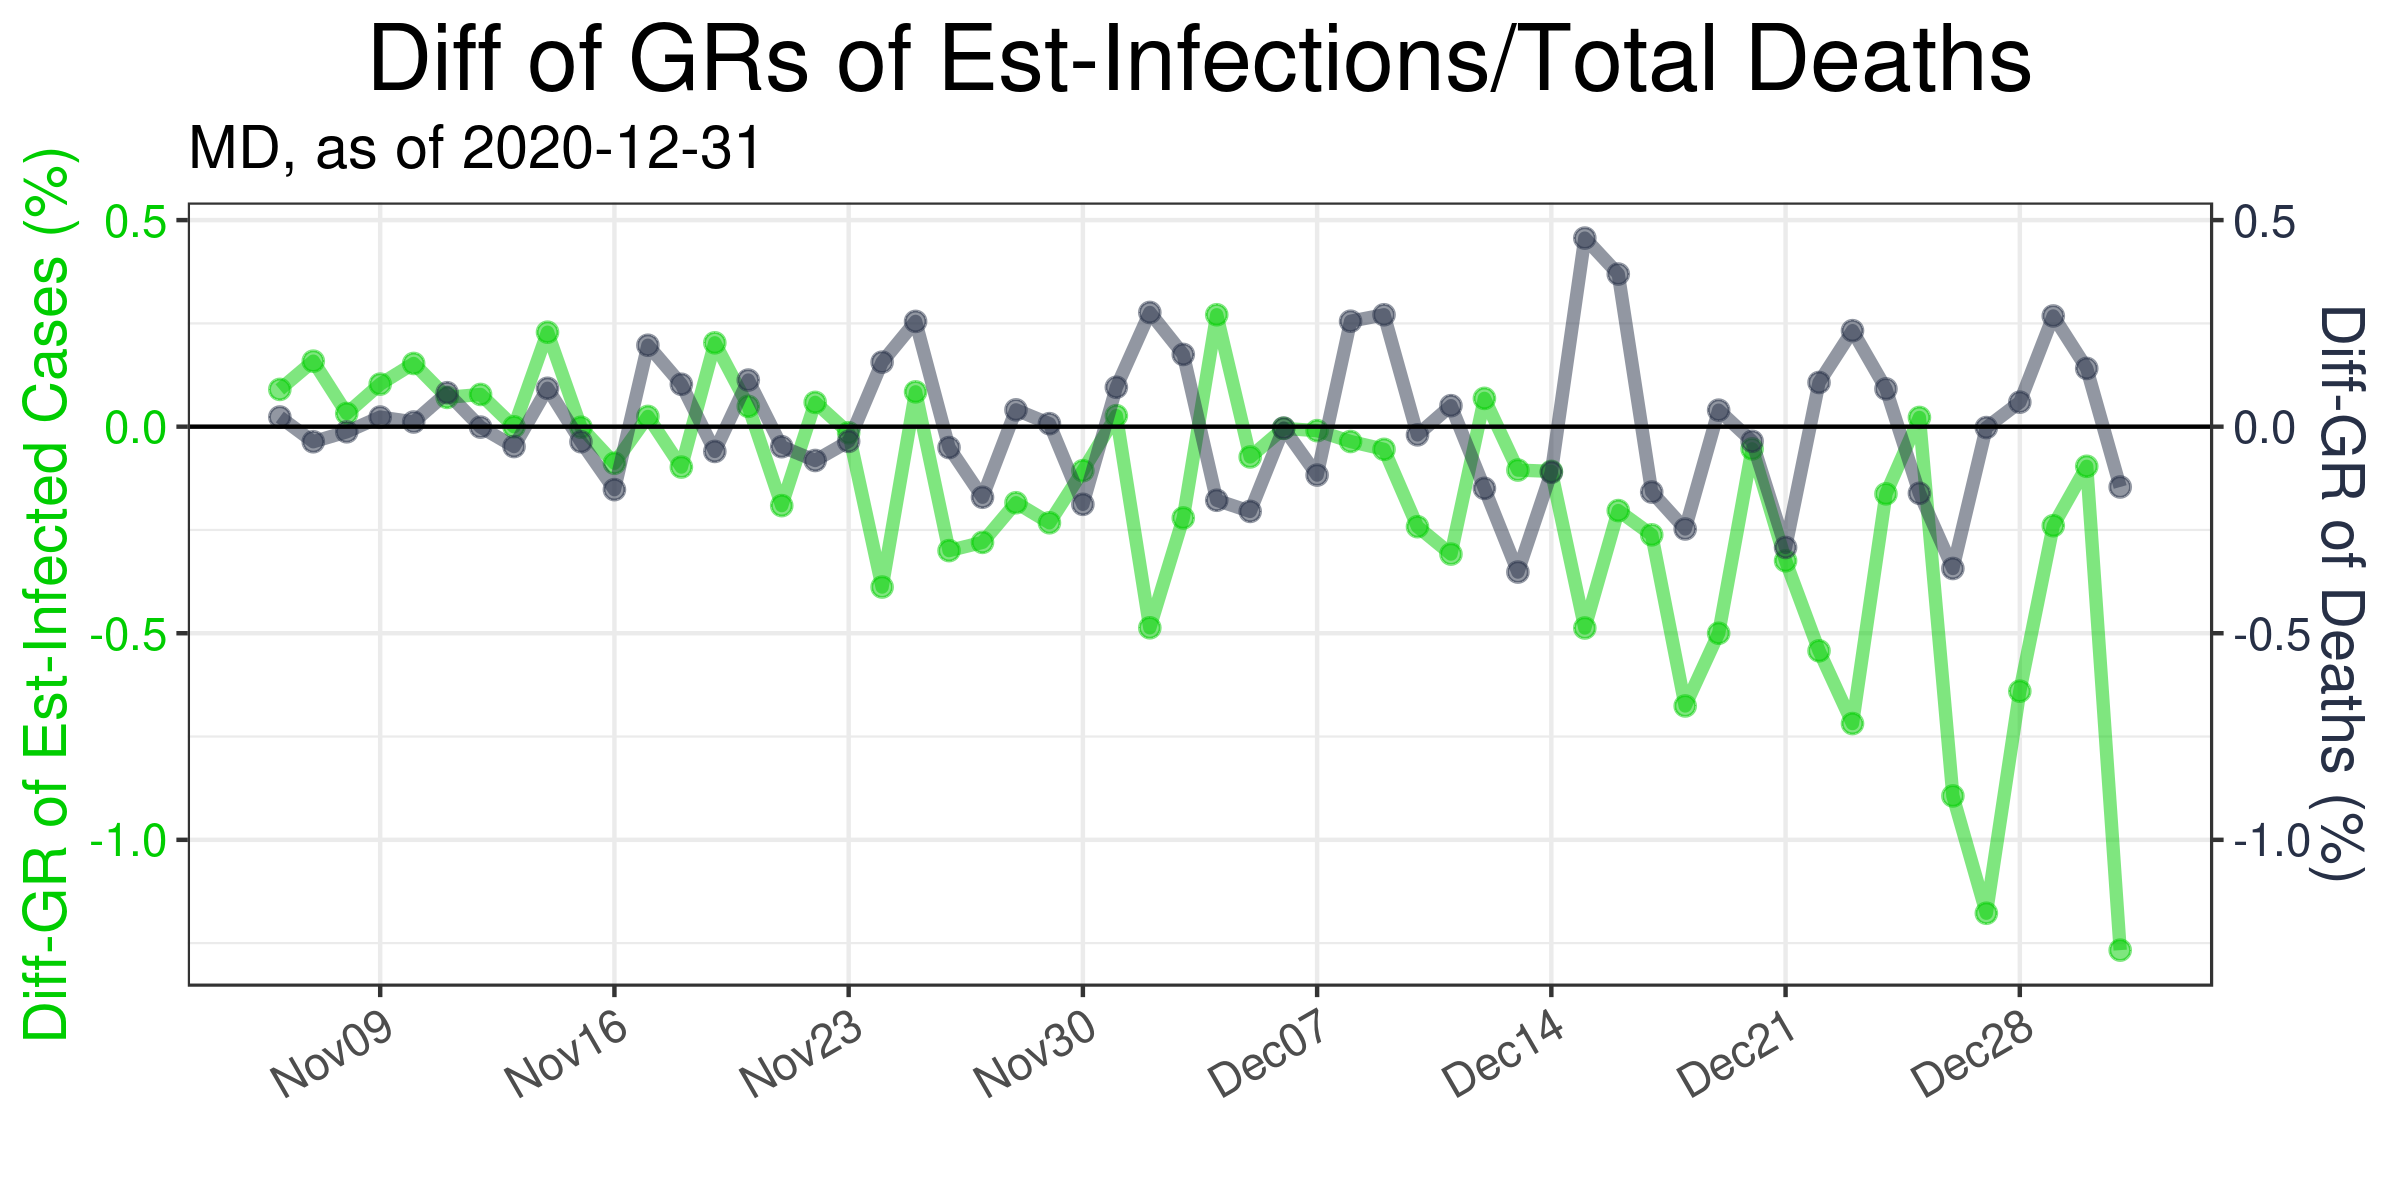 Diff of GRs of Est-Infections/Total Deaths
MD, as of 2020-12-31
Diff-GR of Est-Infected Cases (%)
0.5
0.0
-0.5
-1.0
0.5
0.0
-0.5
-1.0
Diff-GR of Deaths (%)
Nov09
Nov16
Nov23
Nov30
Dec07
Dec14
Dec21
Dec28